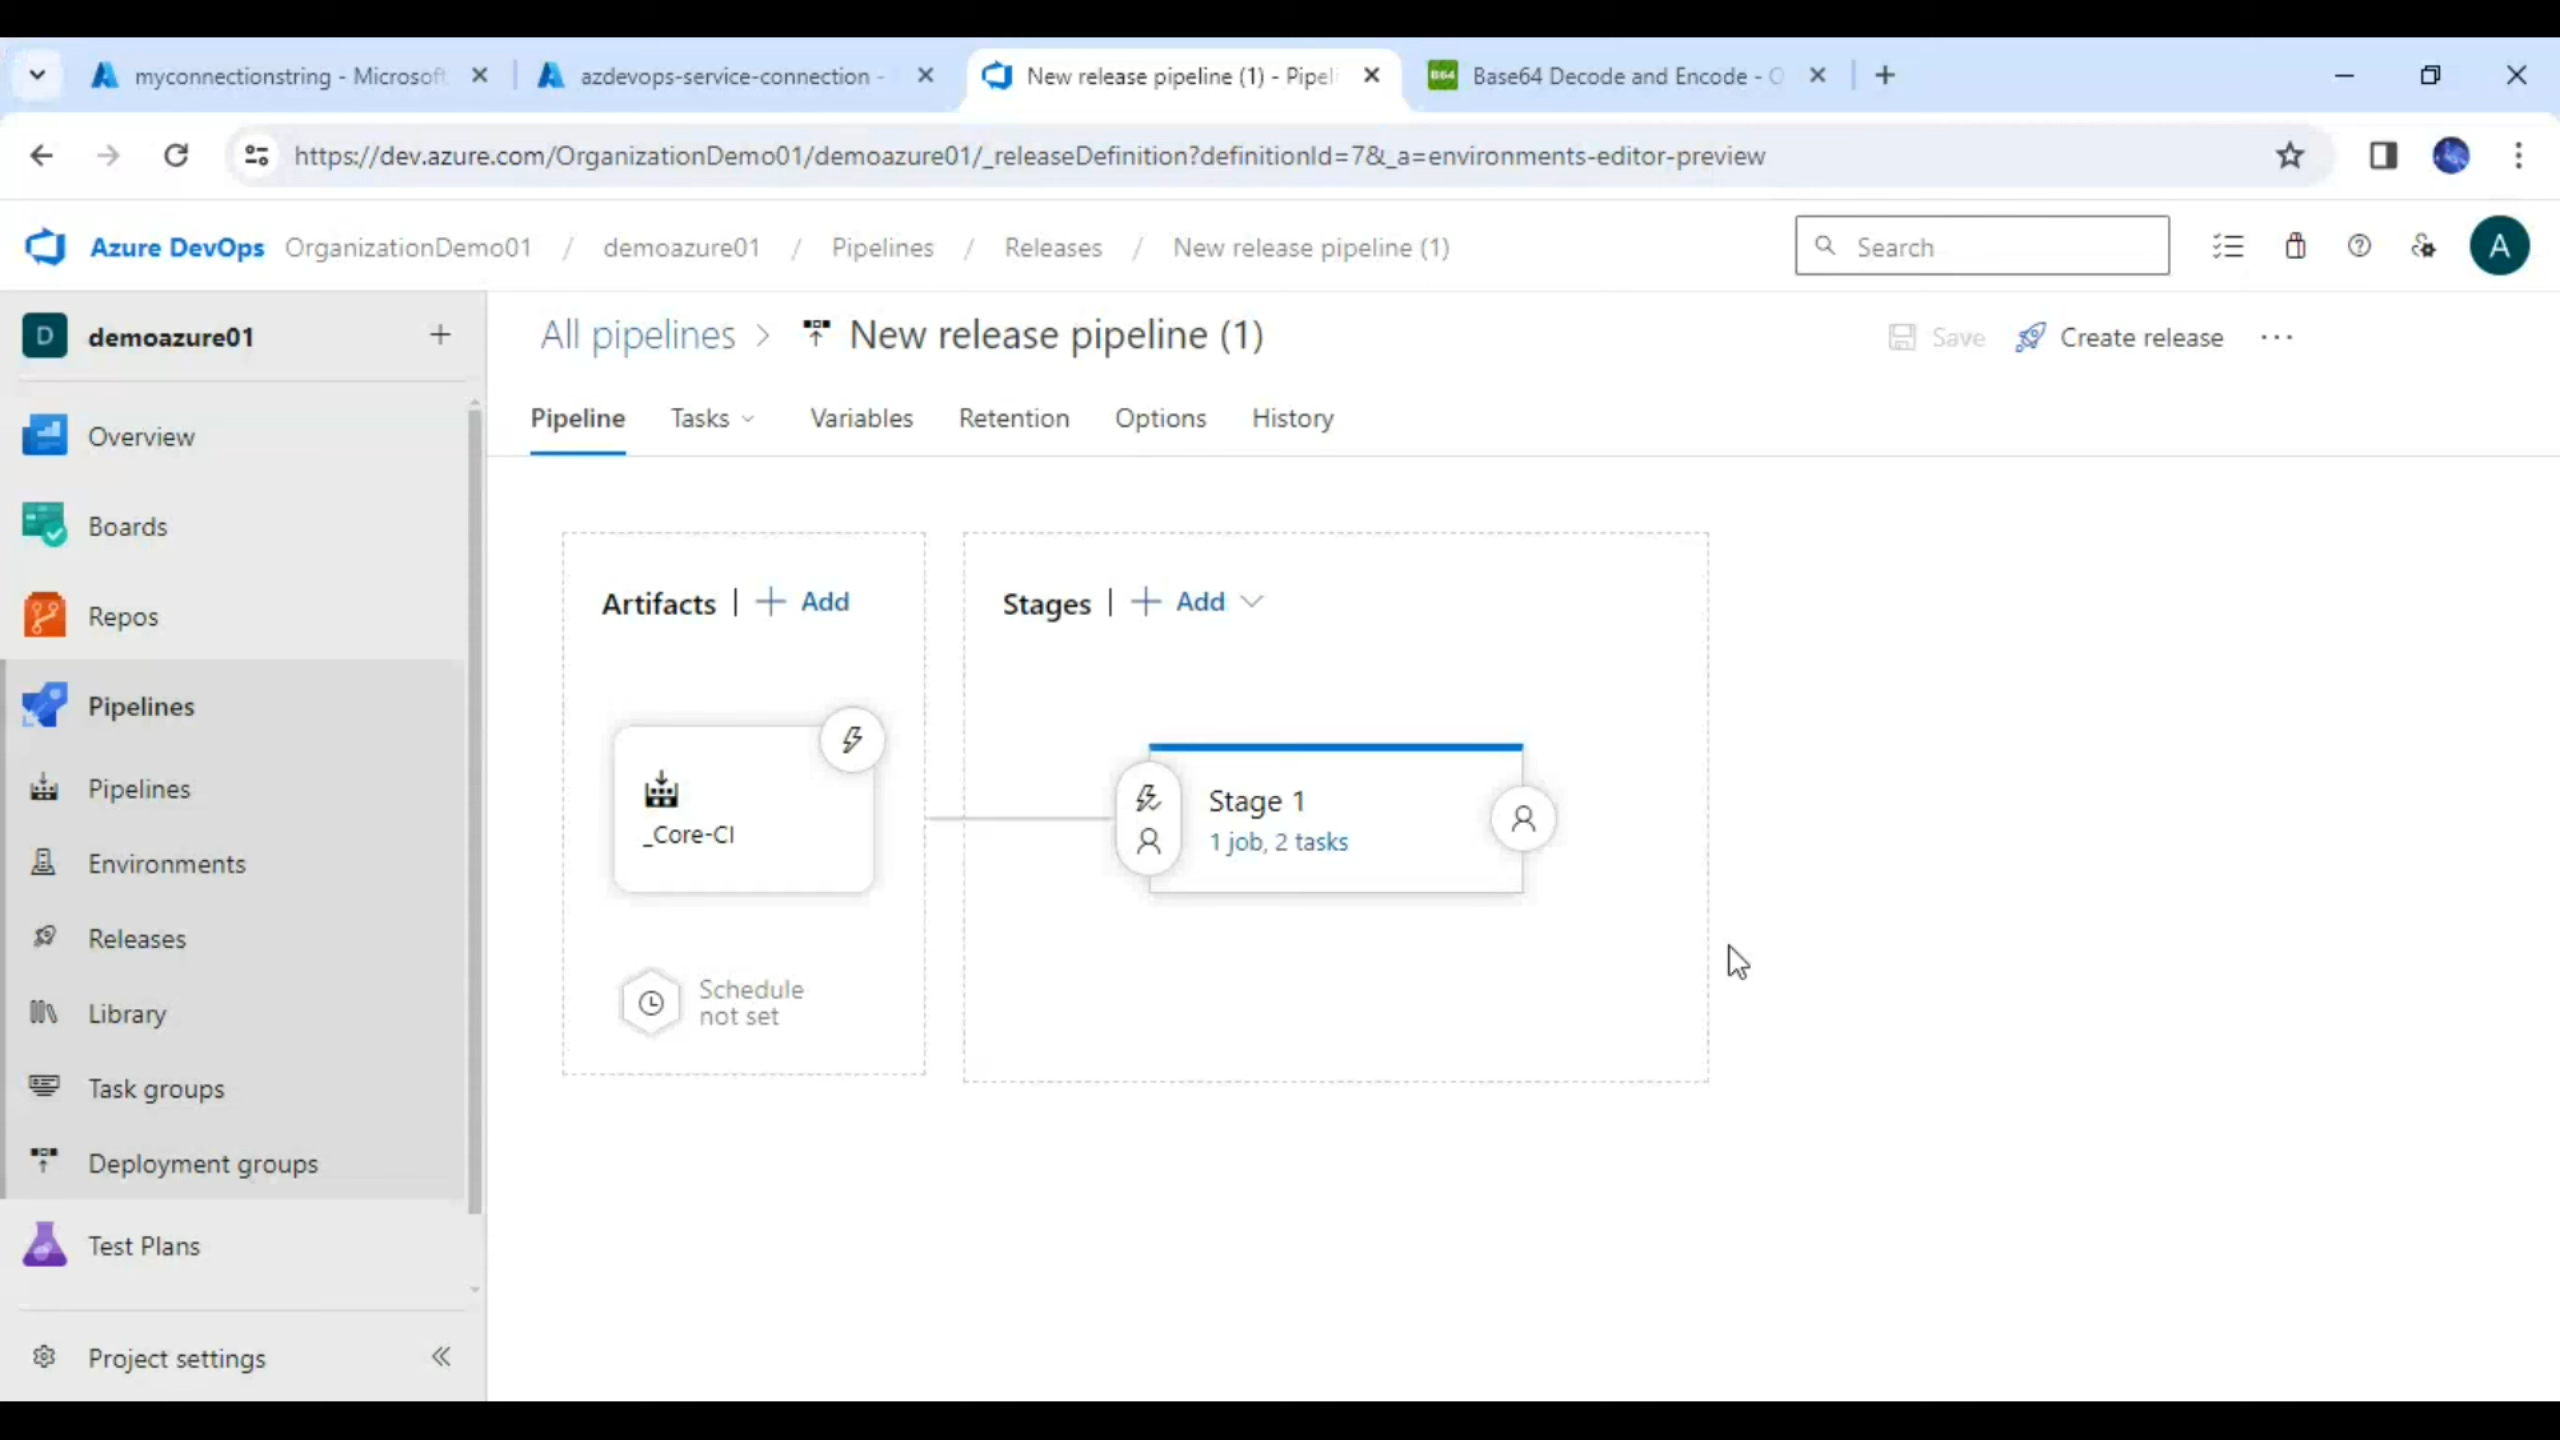 myconnectionstring - Microsoft
azdevops-service-connection -
New release pipeline (1) - Pipeli
B64
Base64 Decode and Encode - O
https://dev.azure.com/OrganizationDemo01/demoazure01/_releaseDefinition?definitionId=7&_a=environments-editor-preview
Azure DevOps OrganizationDemo01 / demoazure01 / Pipelines / Releases / New release pipeline (1)
Search
A
D demoazure01
Overview
Boards
Repos
Pipelines
Pipelines
Environments
Releases
Library
Task groups
Deployment groups
Test Plans
Project settings
All pipelines > New release pipeline (1)
Save
Create release
Pipeline Tasks Variables Retention Options History
Artifacts | + Add
_Core-CI
Schedule
not set
Stages | + Add
Stage 1
1 job, 2 tasks